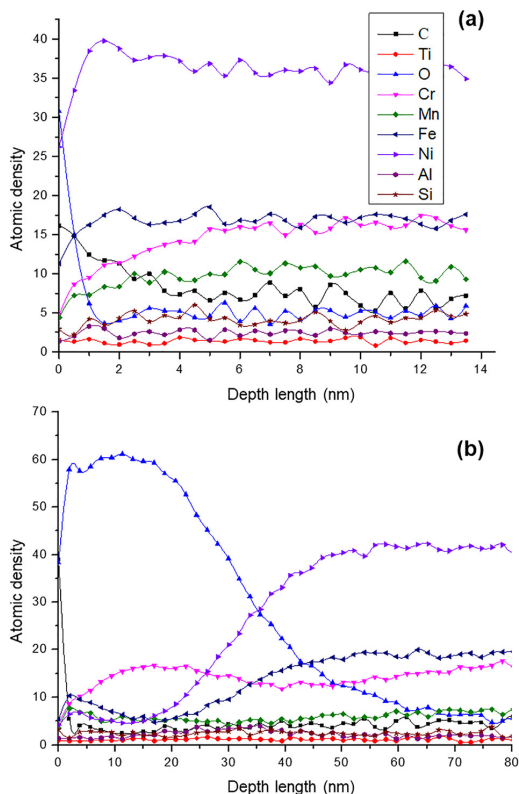 (a)
40
35
30
25
20
15
10
5
0
Atomic density
C
Ti
O
Cr
Mn
Fe
Ni
Al
Si
0 2 4 6 8 10 12 14
Depth length (nm)
(b)
70
60
50
40
30
20
10
0
Atomic density
0 10 20 30 40 50 60 70 80
Depth length (nm)